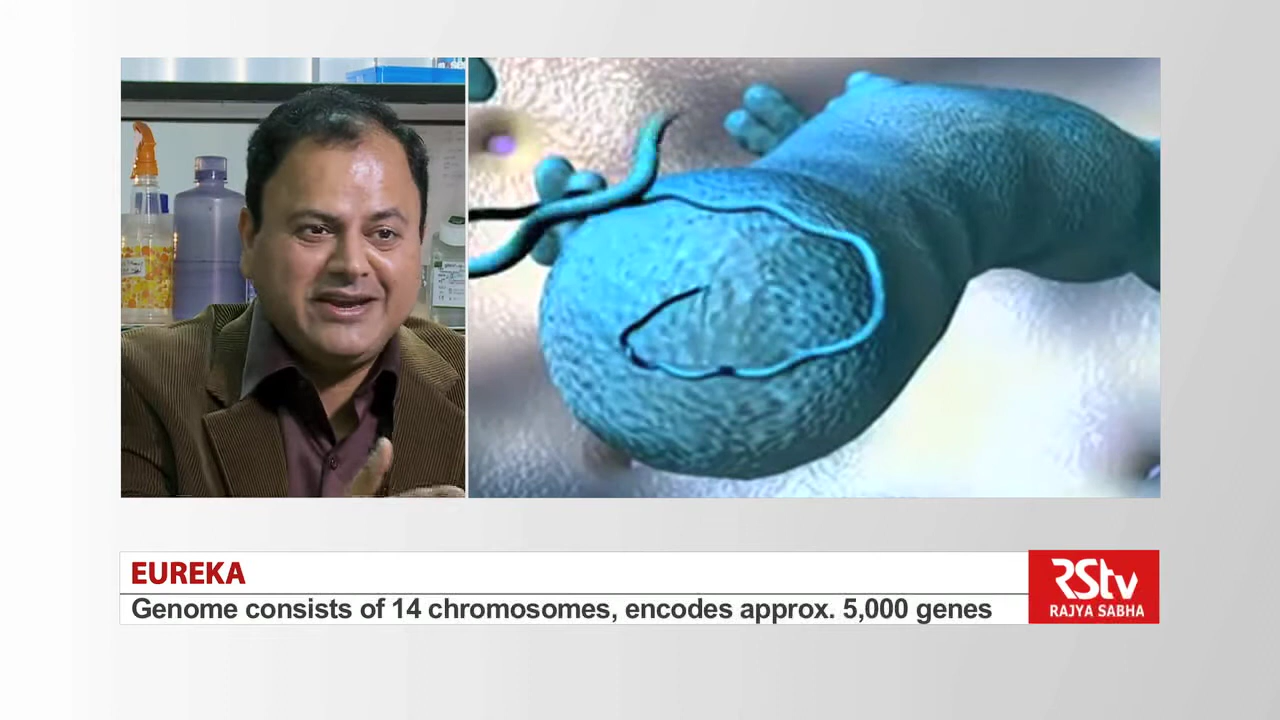 EUREKA
Genome consists of 14 chromosomes, encodes approx. 5,000 genes
RStv
RAJYA SABHA